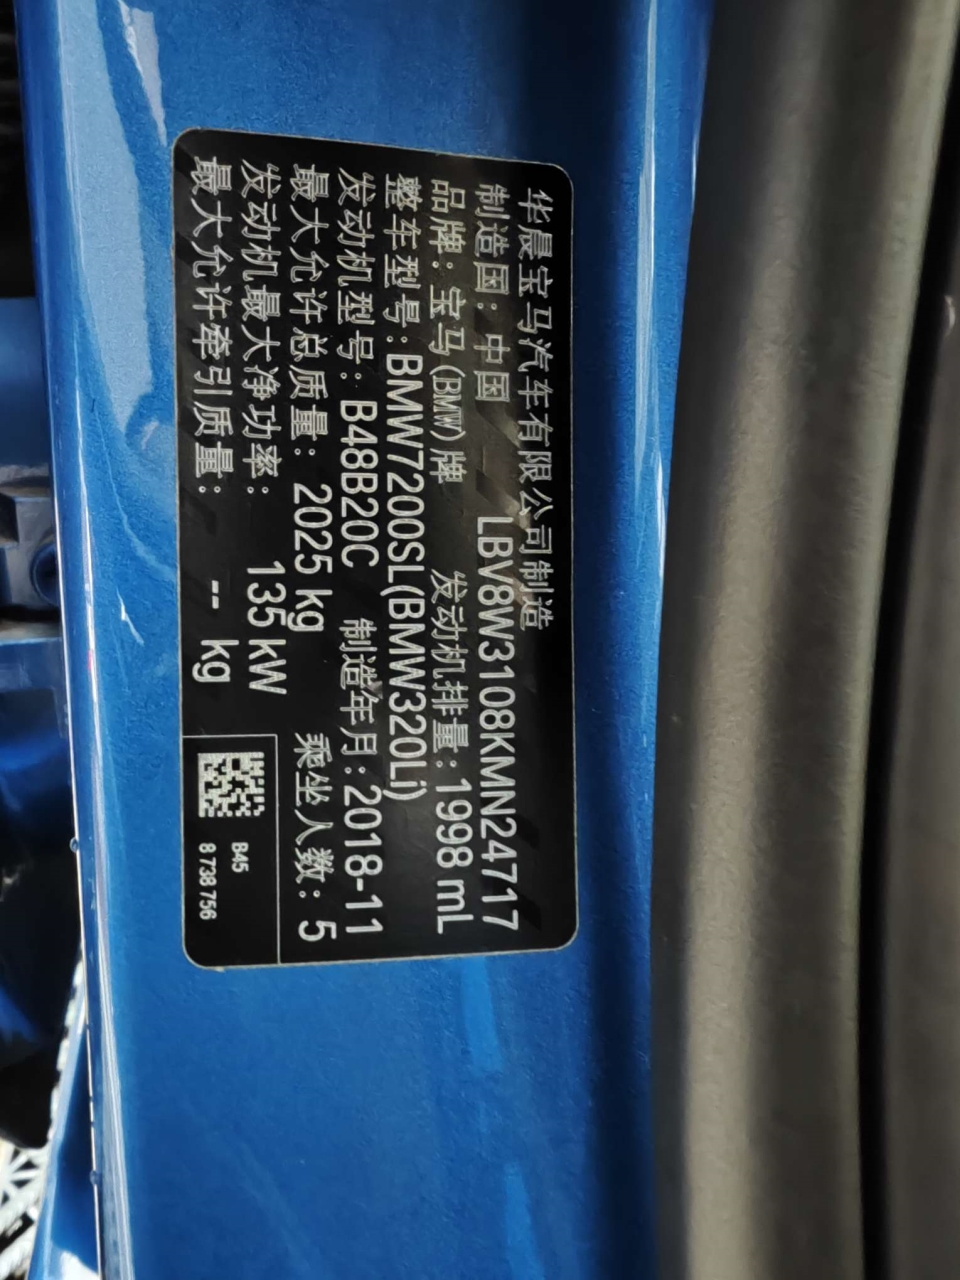 华晨宝马汽车有限公司制造
制造国：中国 LBV8W3108KMN24717
品牌：宝马(BMW)牌 发动机排量：1998 mL
整车型号：BMW7200SL(BMW320Li)
发动机型号：B48B20C 制造年月：2018-11
最大允许总质量：2025 kg 乘坐人数：5
发动机最大净功率：135 kW
最大允许牵引质量：-- kg
B45
8 738 756